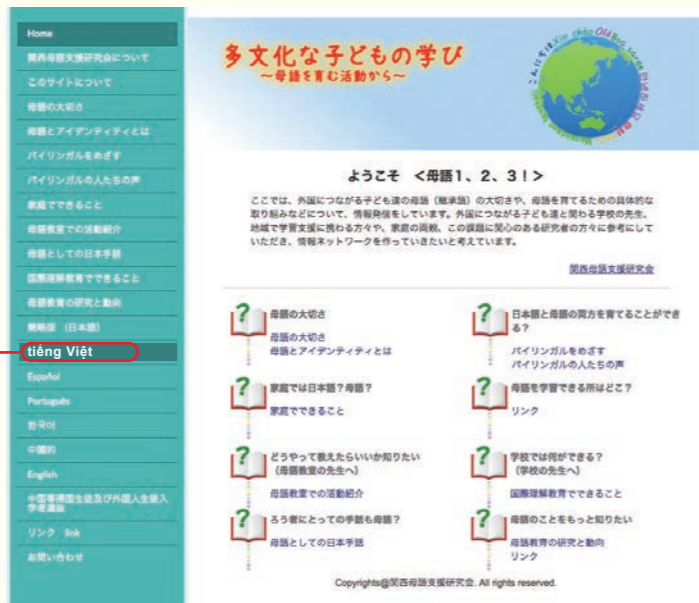 Home
関西母語支援研究会について
このサイトについて
母語の大切さ
母語とアイデンティティとは
バイリンガルをめざす
バイリンガルの人たちの声
家庭でできること
母語教室での活動紹介
母語としての日本手話
国際理解教育でできること
母語教育の研究と動向
簡略版 (日本語)
tiếng Việt
Español
Português
한국어
中国的
English
中国等帰国生徒及び外国人生徒入
学者選抜
リンク link
お問い合わせ
多文化な子どもの学び
～母語を育む活動から～
こんにちは Xin chào Olá
ようこそ <母語1、2、3！>
ここでは、外国につながる子ども達の母語（継承語）の大切さや、母語を育てるための具体的な
取り組みなどについて、情報発信をしています。外国につながる子ども達と関わる学校の先生、
地域で学習支援に携わる方々や、家庭の両親、この課題に関心のある研究者の方々に参考にして
いただき、情報ネットワークを作っていきたいと考えています。
関西母語支援研究会
母語の大切さ
母語の大切さ
母語とアイデンティティとは
日本語と母語の両方を育てることができ
る？
バイリンガルをめざす
バイリンガルの人たちの声
家庭では日本語？母語？
家庭でできること
母語を学習できる所はどこ？
リンク
どうやって教えたらいいか知りたい
（母語教室の先生へ）
母語教室での活動紹介
学校では何ができる？
（学校の先生へ）
国際理解教育でできること
ろう者にとっての手話も母語？
母語としての日本手話
母語のことをもっと知りたい
母語教育の研究と動向
リンク
Copyrights@関西母語支援研究会. All rights reserved.